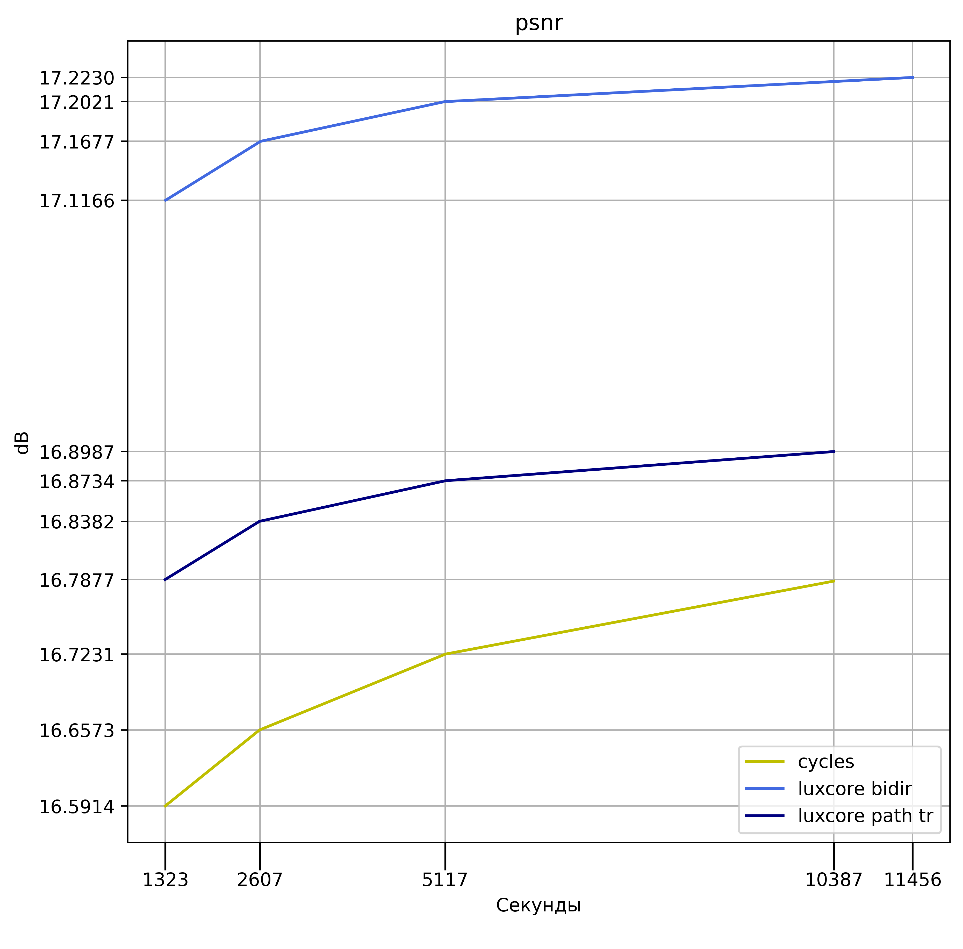 psnr
17.2230
17.2021
17.1677
17.1166
dB
16.8987
16.8734
16.8382
16.7877
16.7231
16.6573
16.5914
cycles
luxcore bidir
luxcore path tr
1323 2607 5117 10387 11456
Секунды